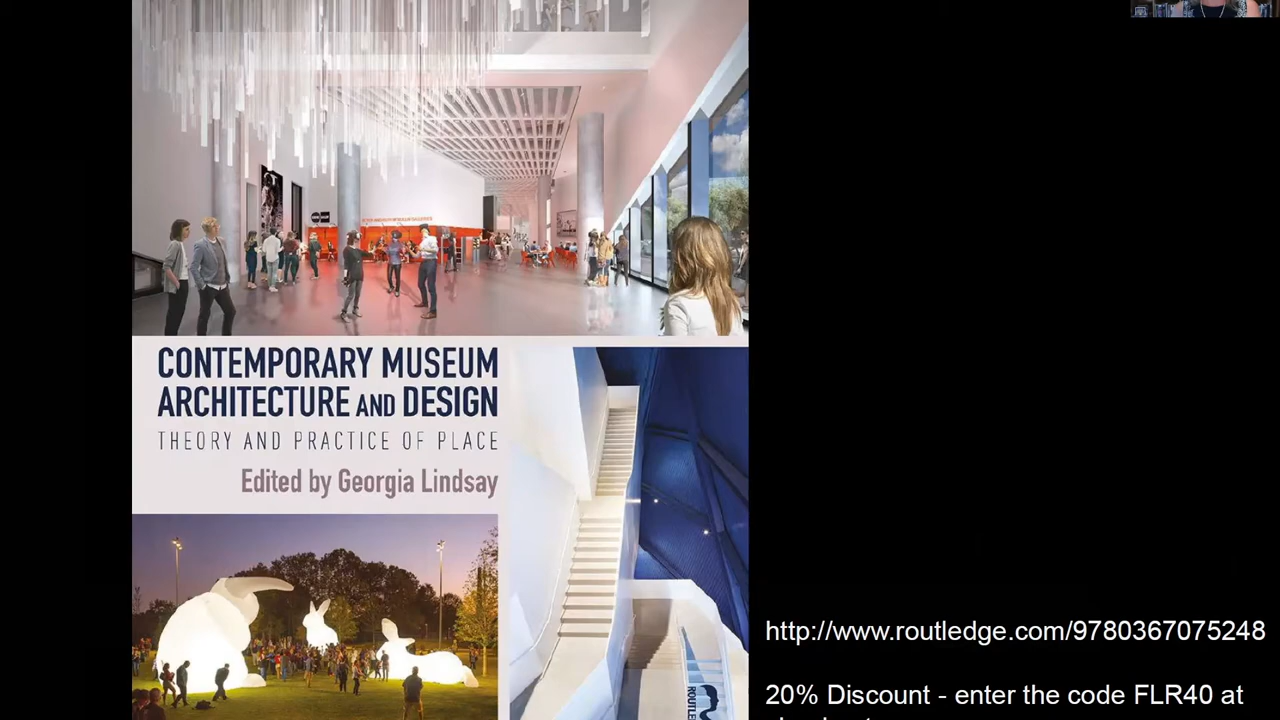 CONTEMPORARY MUSEUM
ARCHITECTURE AND DESIGN
THEORY AND PRACTICE OF PLACE
Edited by Georgia Lindsay
http://www.routledge.com/9780367075248
20% Discount - enter the code FLR40 at